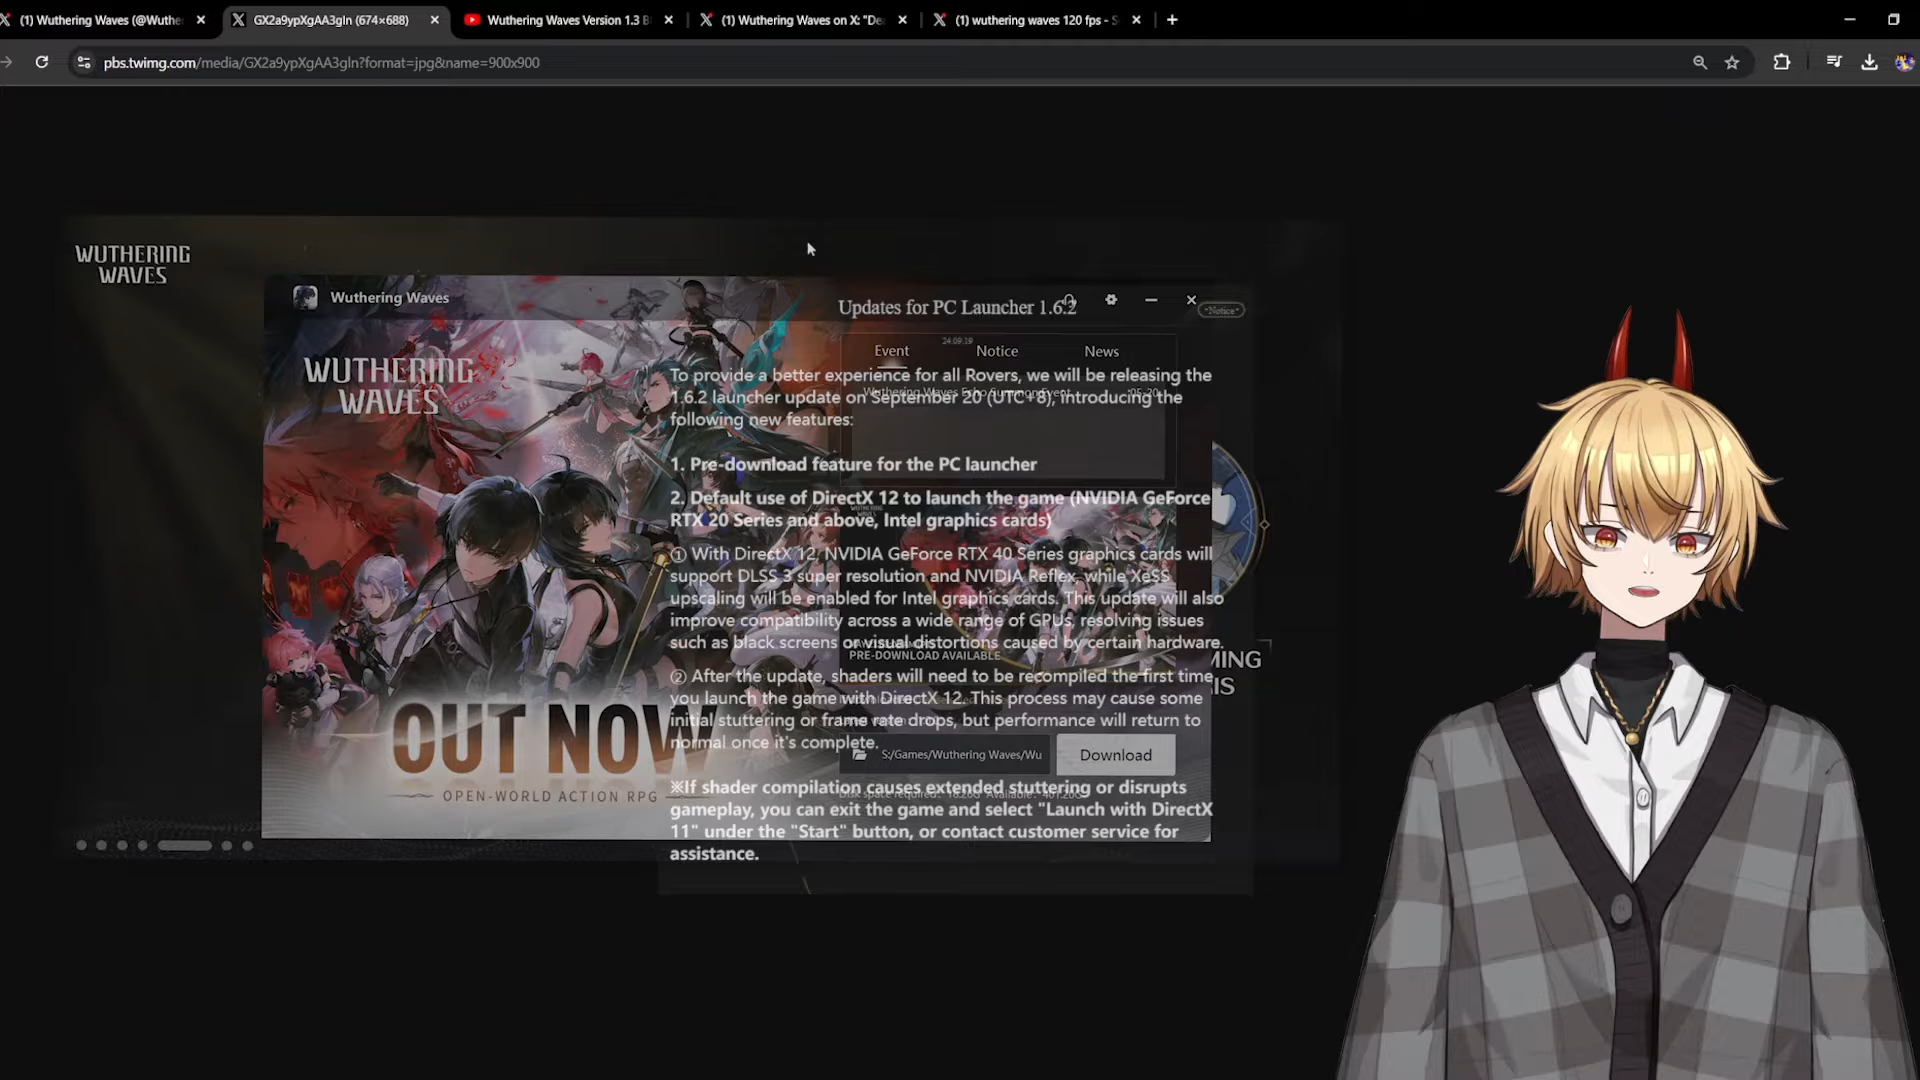 (1) Wuthering Waves (@Wuthe
GX2a9ypXgAA3gln (674×688)
Wuthering Waves Version 1.3 B
(1) Wuthering Waves on X: "De
(1) wuthering waves 120 fps - S
pbs.twimg.com/media/GX2a9ypXgAA3gln?format=jpg&name=900x900
WUTHERING
WAVES
Wuthering Waves
Updates for PC Launcher 1.6.2
"Notice"
24.09.19
Event
Notice
News
WUTHERING
WAVES
To provide a better experience for all Rovers, we will be releasing the
1.6.2 launcher update on September 20 (UTC+8), introducing the
following new features:
1. Pre-download feature for the PC launcher
2. Default use of DirectX 12 to launch the game (NVIDIA GeForce
RTX 20 Series and above, Intel graphics cards)
① With DirectX 12, NVIDIA GeForce RTX 40 Series graphics cards will
support DLSS 3 super resolution and NVIDIA Reflex, while XeSS
upscaling will be enabled for Intel graphics cards. This update will also
improve compatibility across a wide range of GPUs, resolving issues
such as black screens or visual distortions caused by certain hardware.
PRE-DOWNLOAD AVAILABLE
MING
IS
② After the update, shaders will need to be recompiled the first time
you launch the game with DirectX 12. This process may cause some
initial stuttering or frame rate drops, but performance will return to
normal once it's complete.
OUT NOW
OPEN-WORLD ACTION RPG
S:/Games/Wuthering Waves/Wu
Download
※If shader compilation causes extended stuttering or disrupts
gameplay, you can exit the game and select "Launch with DirectX
11" under the "Start" button, or contact customer service for
assistance.